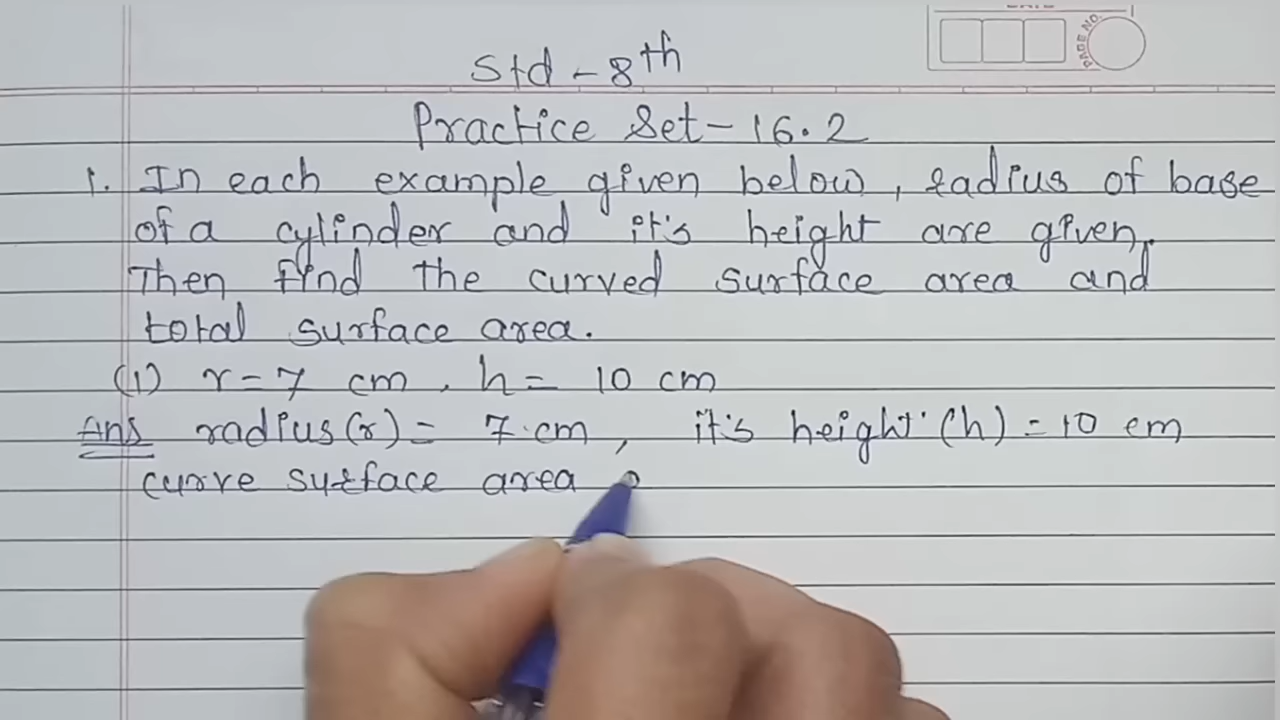 PAGE NO.
Std - 8th
Practice Set - 16.2
1. In each example given below, radius of base
of a cylinder and it's height are given.
Then find the curved surface area and
total surface area.
(1) r = 7 cm, h = 10 cm
Ans radius (r) = 7 cm, it's height (h) = 10 cm
curve surface area